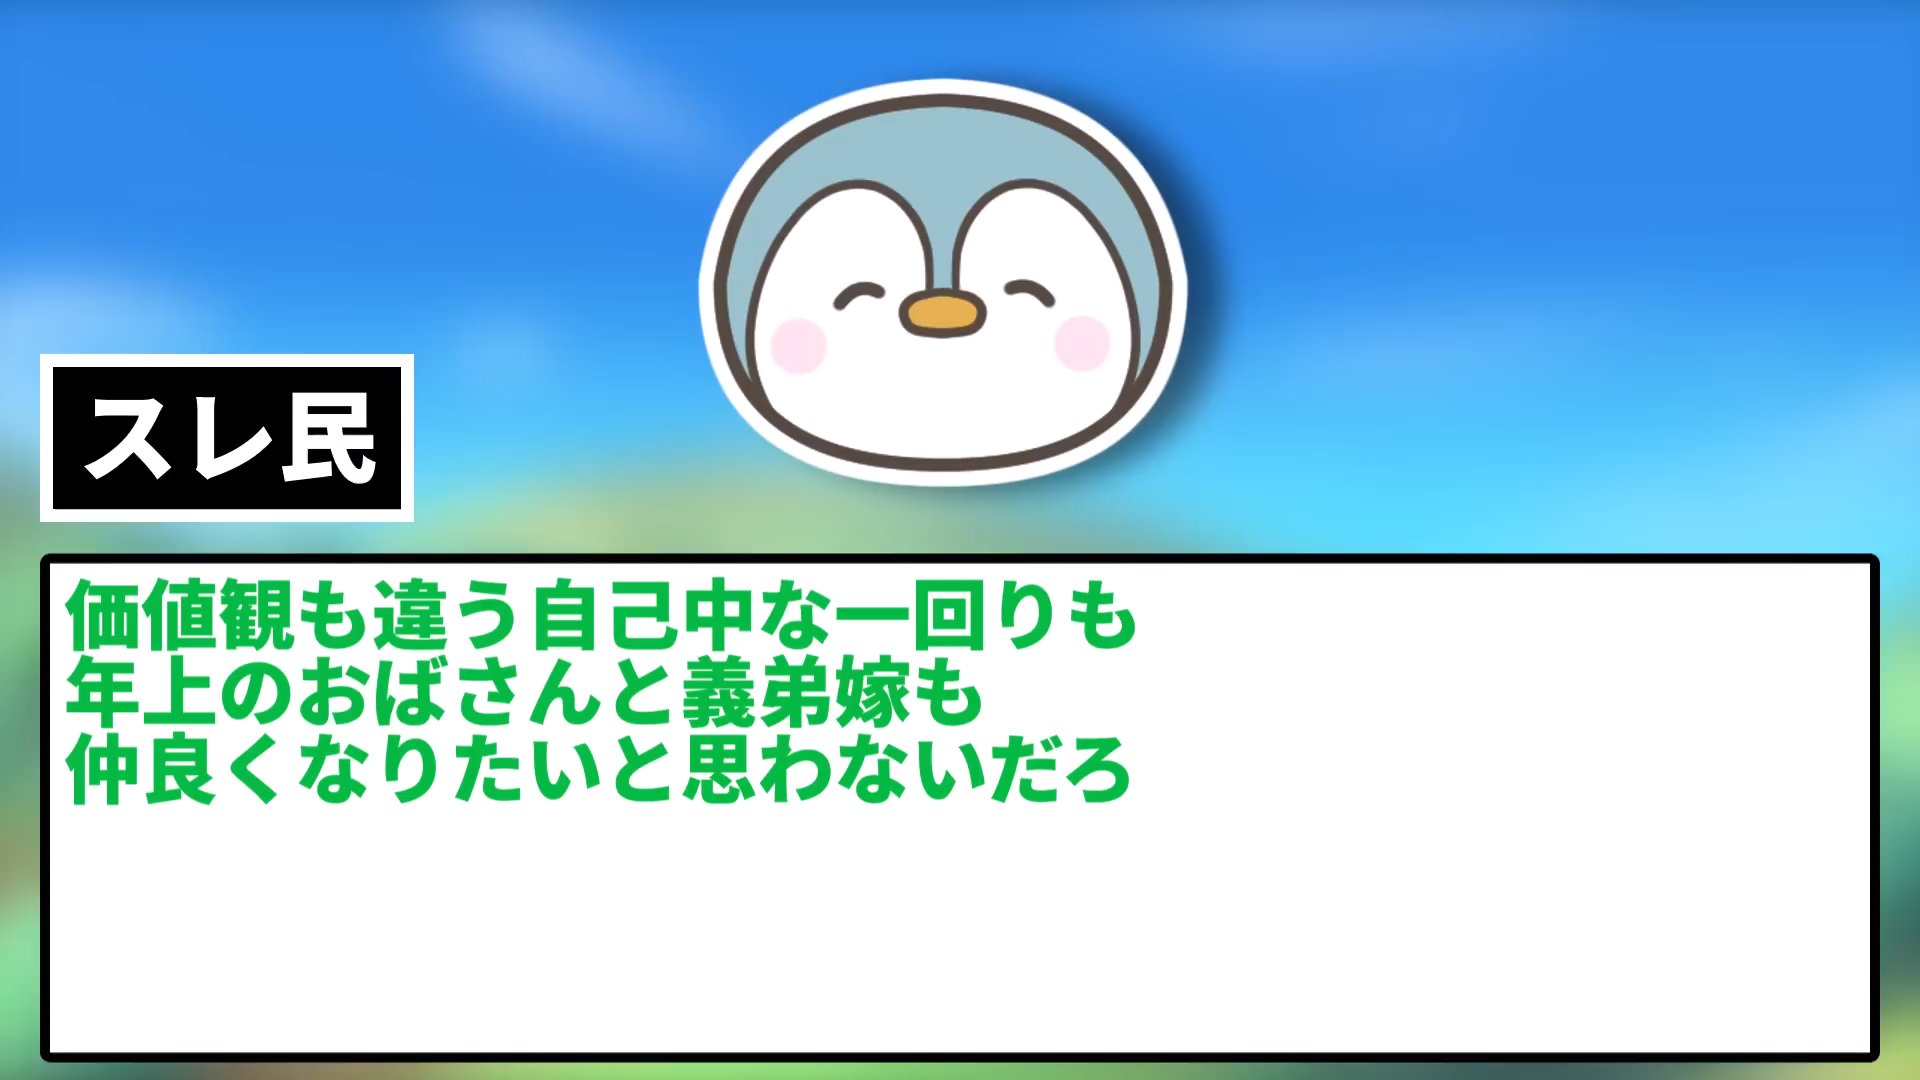 スレ民
価値観も違う自己中な一回りも
年上のおばさんと義弟嫁も
仲良くなりたいと思わないだろ